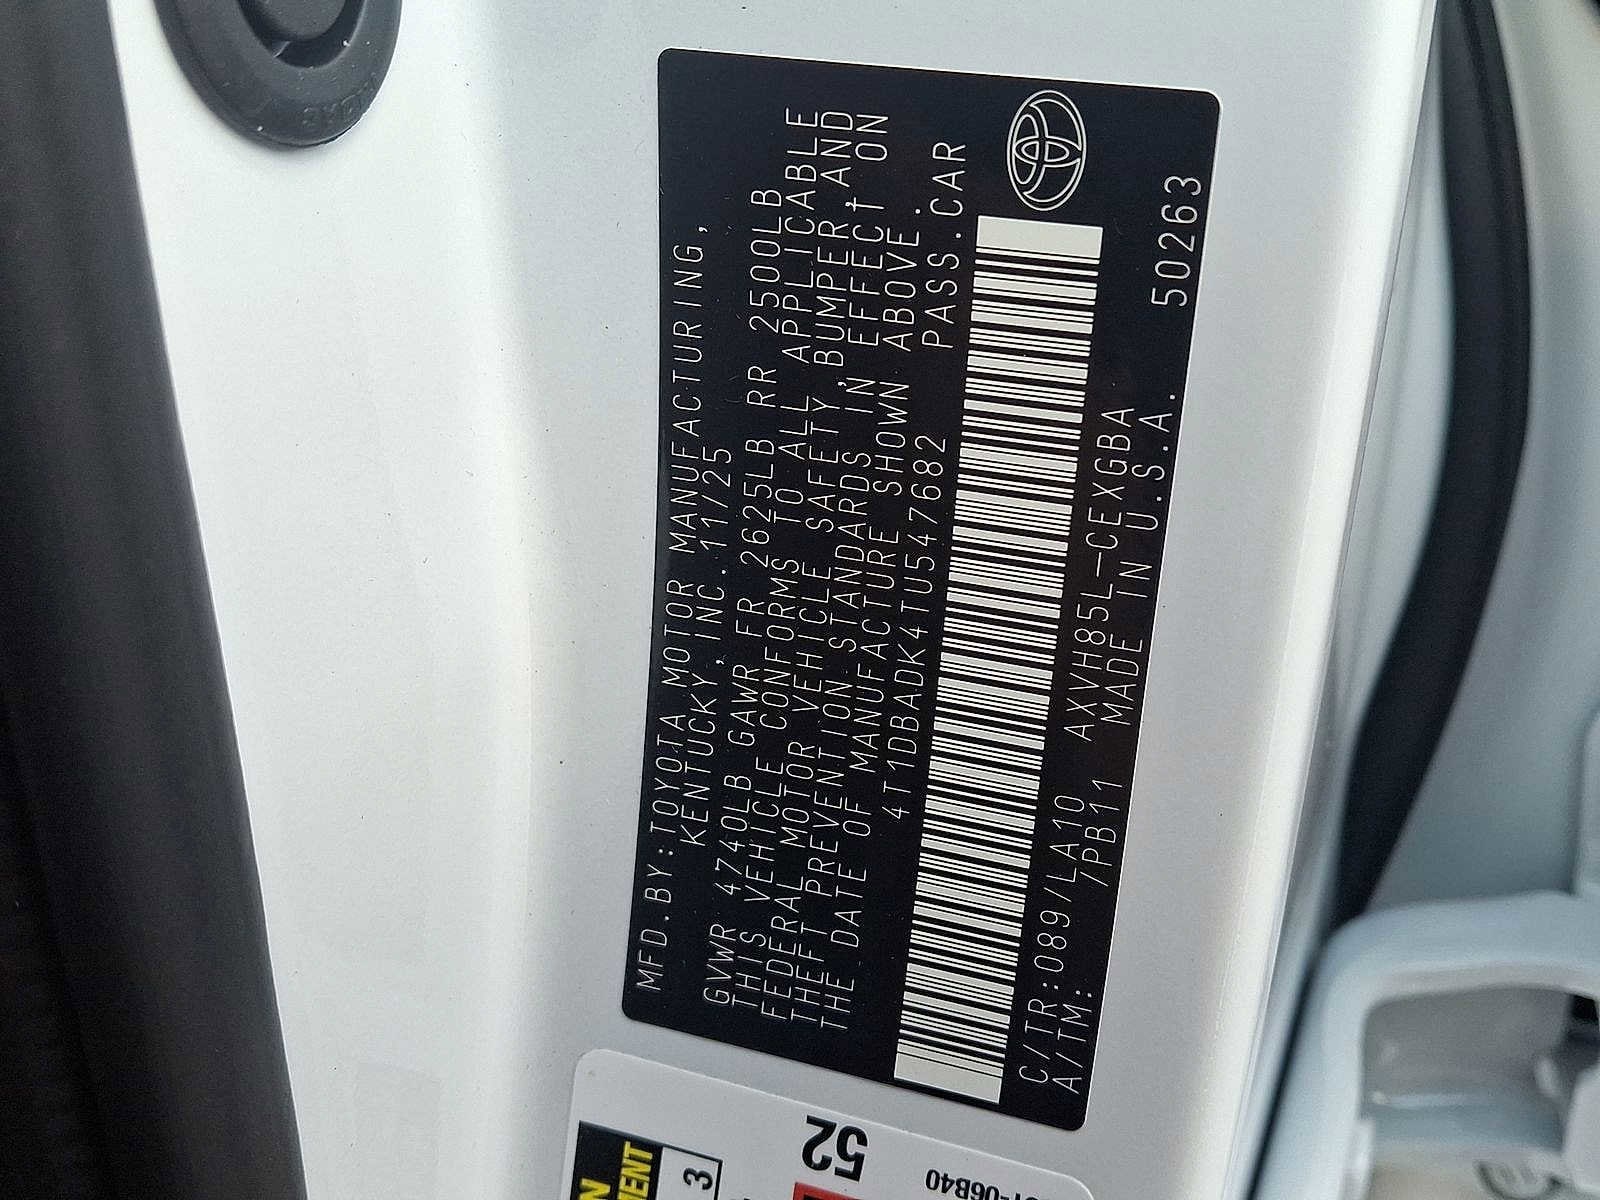 MFD.BY:TOYOTA MOTOR MANUFACTURING,
KENTUCKY,INC.11/25
GVWR 4740LB GAWR FR 2625LB RR 2500LB
THIS VEHICLE CONFORMS TO ALL APPLICABLE
FEDERAL MOTOR VEHICLE SAFETY,BUMPER,AND
THEFT PREVENTION STANDARDS IN EFFECT ON
THE DATE OF MANUFACTURE SHOWN ABOVE.
4T1DBADK4TU547682 PASS.CAR
C/TR:089/LA10 AXVH85L-CEXGBA
A/TM: /PB11 MADE IN U.S.A. 50263
52
3
06B40